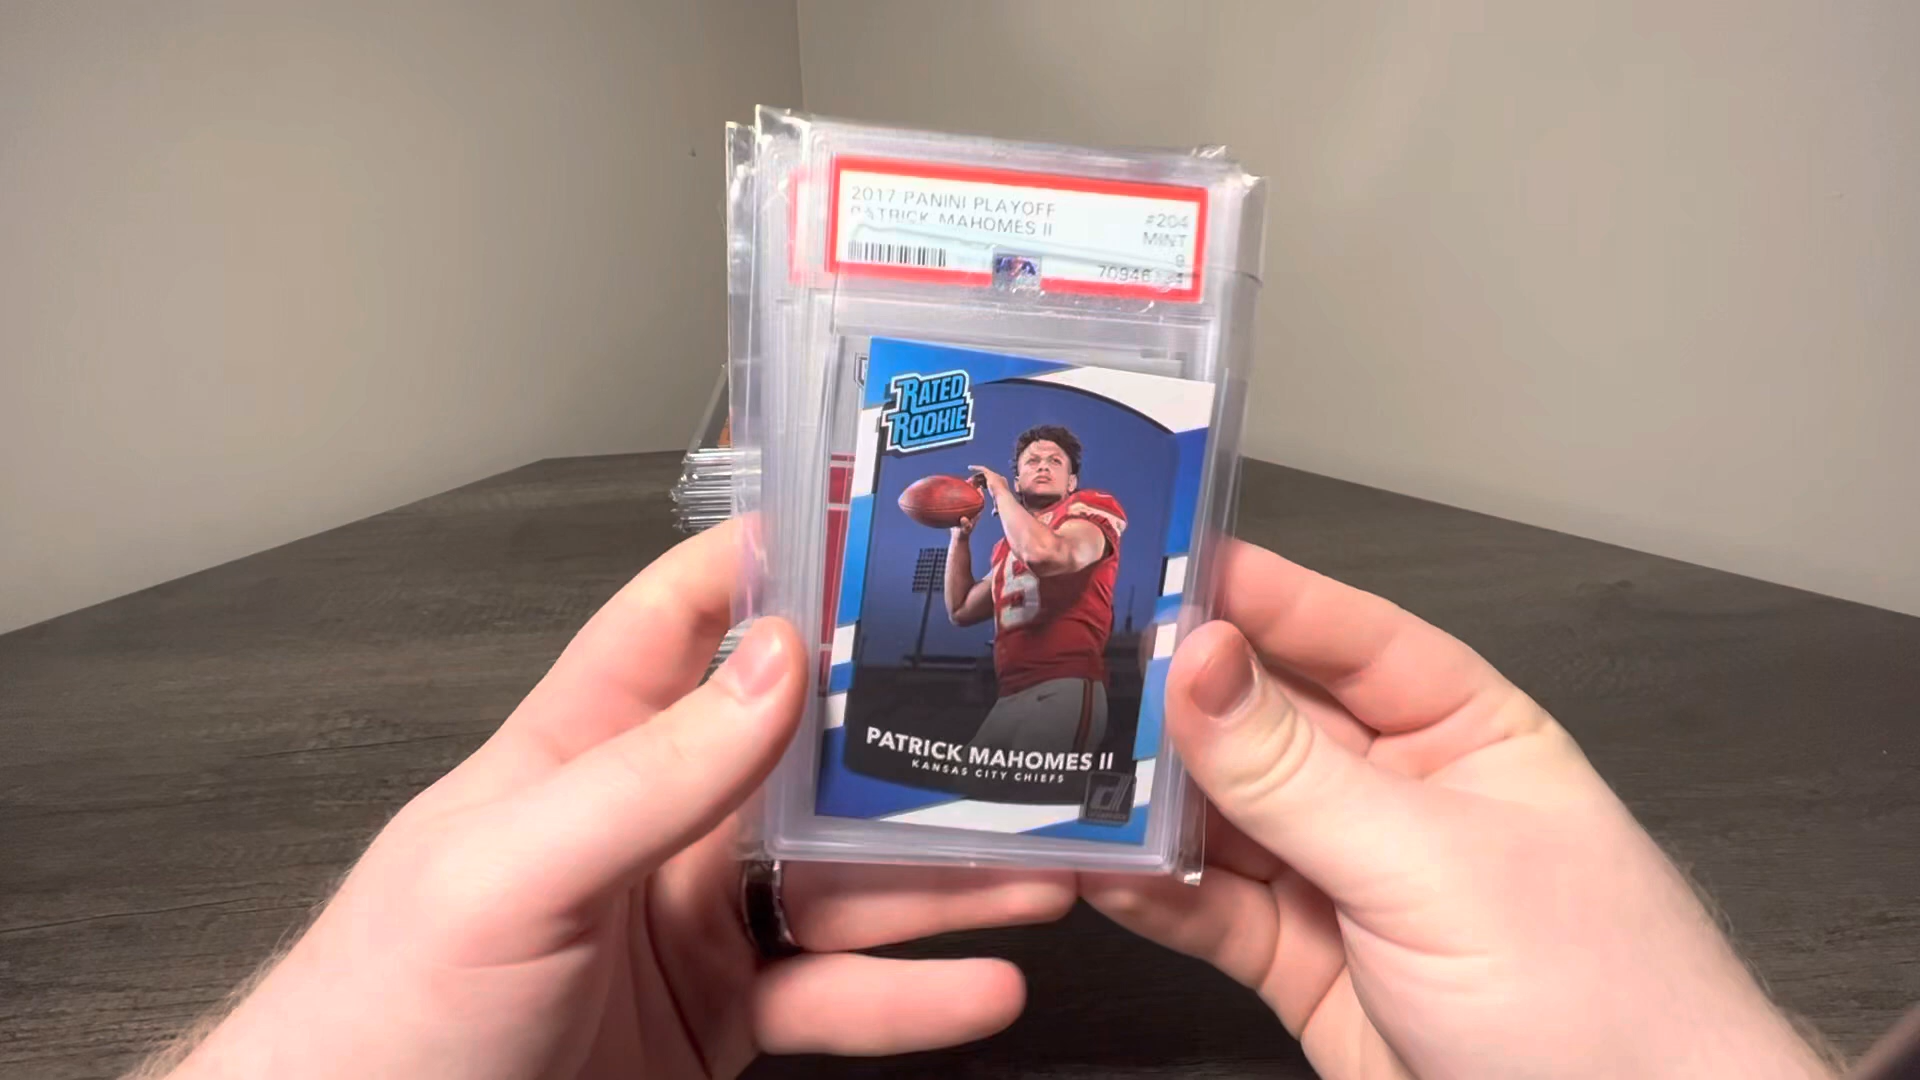 2017 PANINI PLAYOFF
PATRICK MAHOMES II
#204
MINT
9
RATED
ROOKIE
PATRICK MAHOMES II
KANSAS CITY CHIEFS